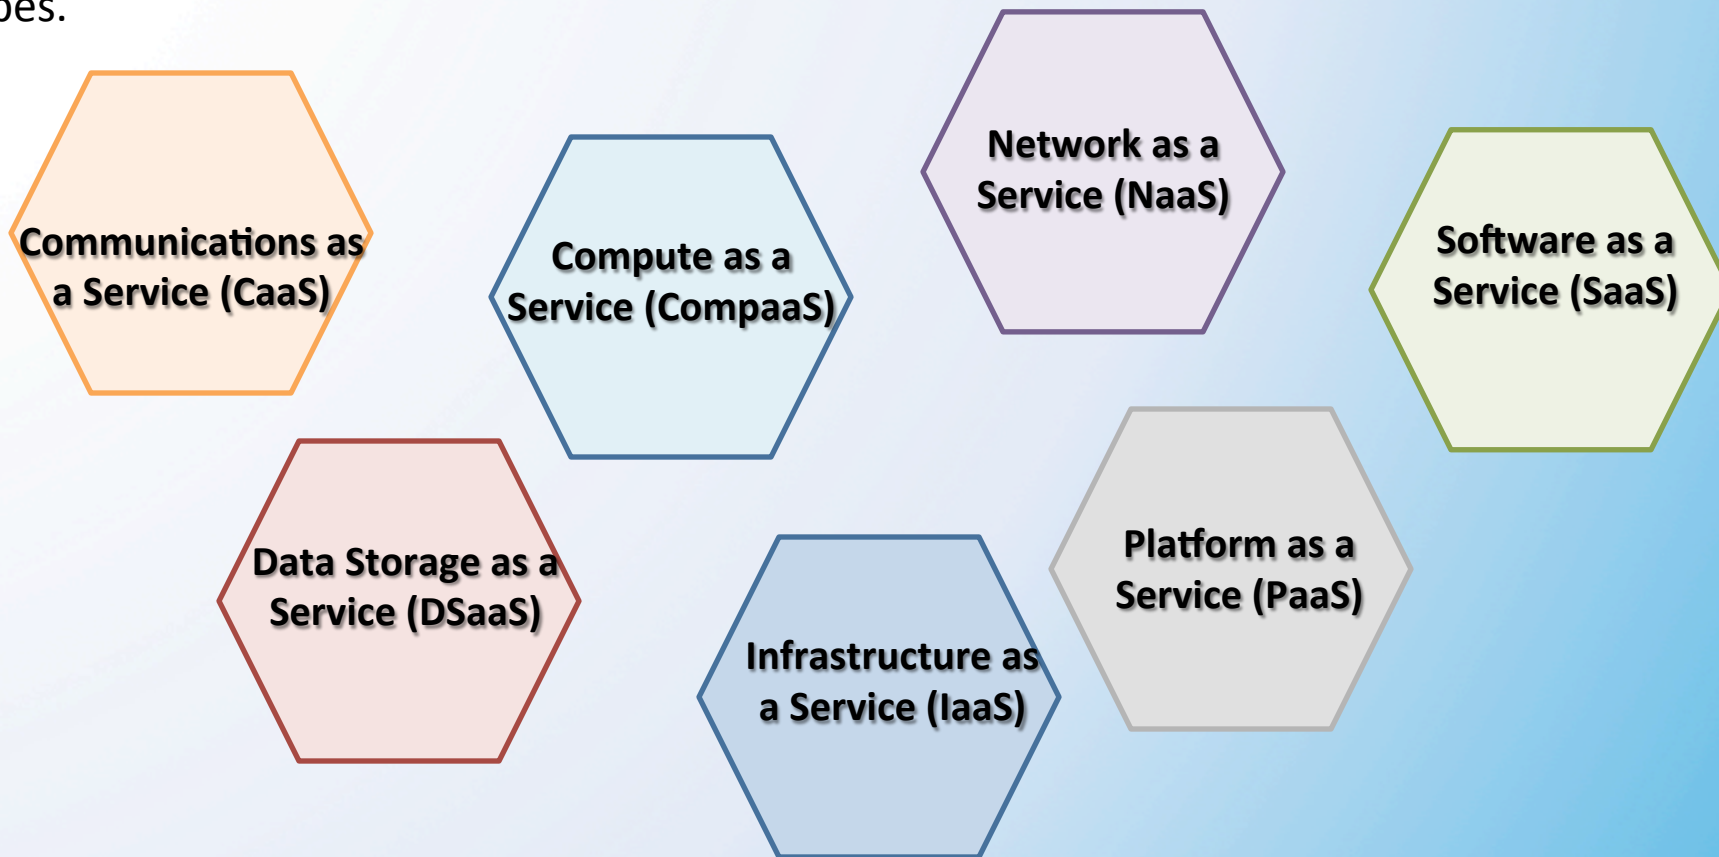 Communications as
a Service (CaaS)
Compute as a
Service (CompaaS)
Network as a
Service (NaaS)
Software as a
Service (SaaS)
Data Storage as a
Service (DSaaS)
Infrastructure as
a Service (IaaS)
Platform as a
Service (PaaS)